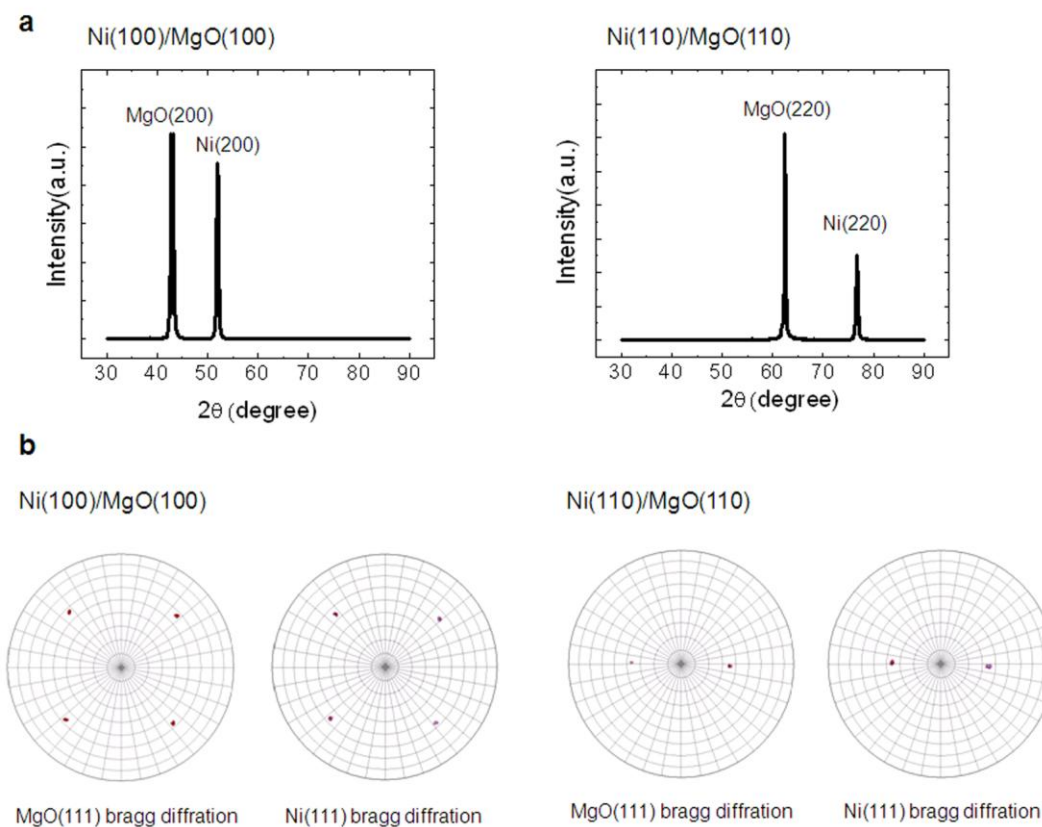 a
Ni(100)/MgO(100)
MgO(200)
Ni(200)
Intensity(a.u.)
30 40 50 60 70 80 90
2θ (degree)
Ni(110)/MgO(110)
MgO(220)
Ni(220)
Intensity(a.u.)
30 40 50 60 70 80 90
2θ (degree)
b
Ni(100)/MgO(100)
MgO(111) bragg diffration
Ni(111) bragg diffration
Ni(110)/MgO(110)
MgO(111) bragg diffration
Ni(111) bragg diffration